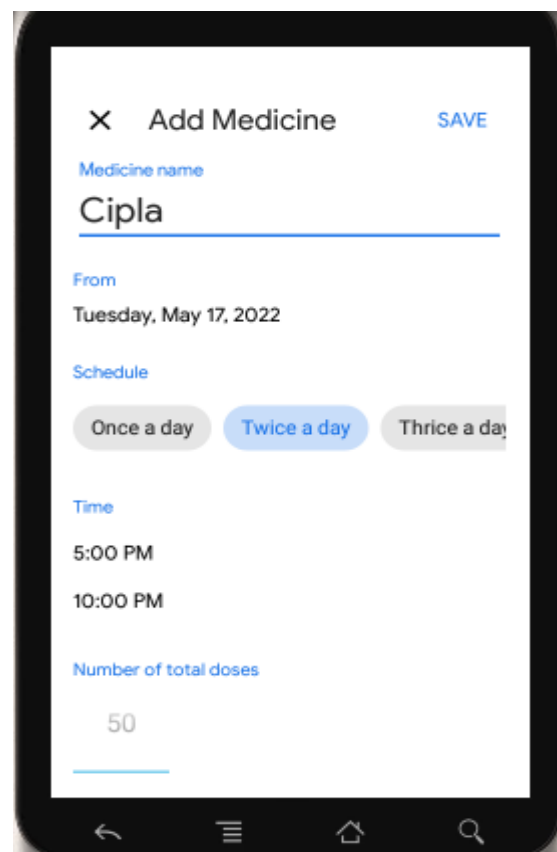 Add Medicine SAVE
Medicine name
Cipla
From
Tuesday, May 17, 2022
Schedule
Once a day Twice a day Thrice a day
Time
5:00 PM
10:00 PM
Number of total doses
50